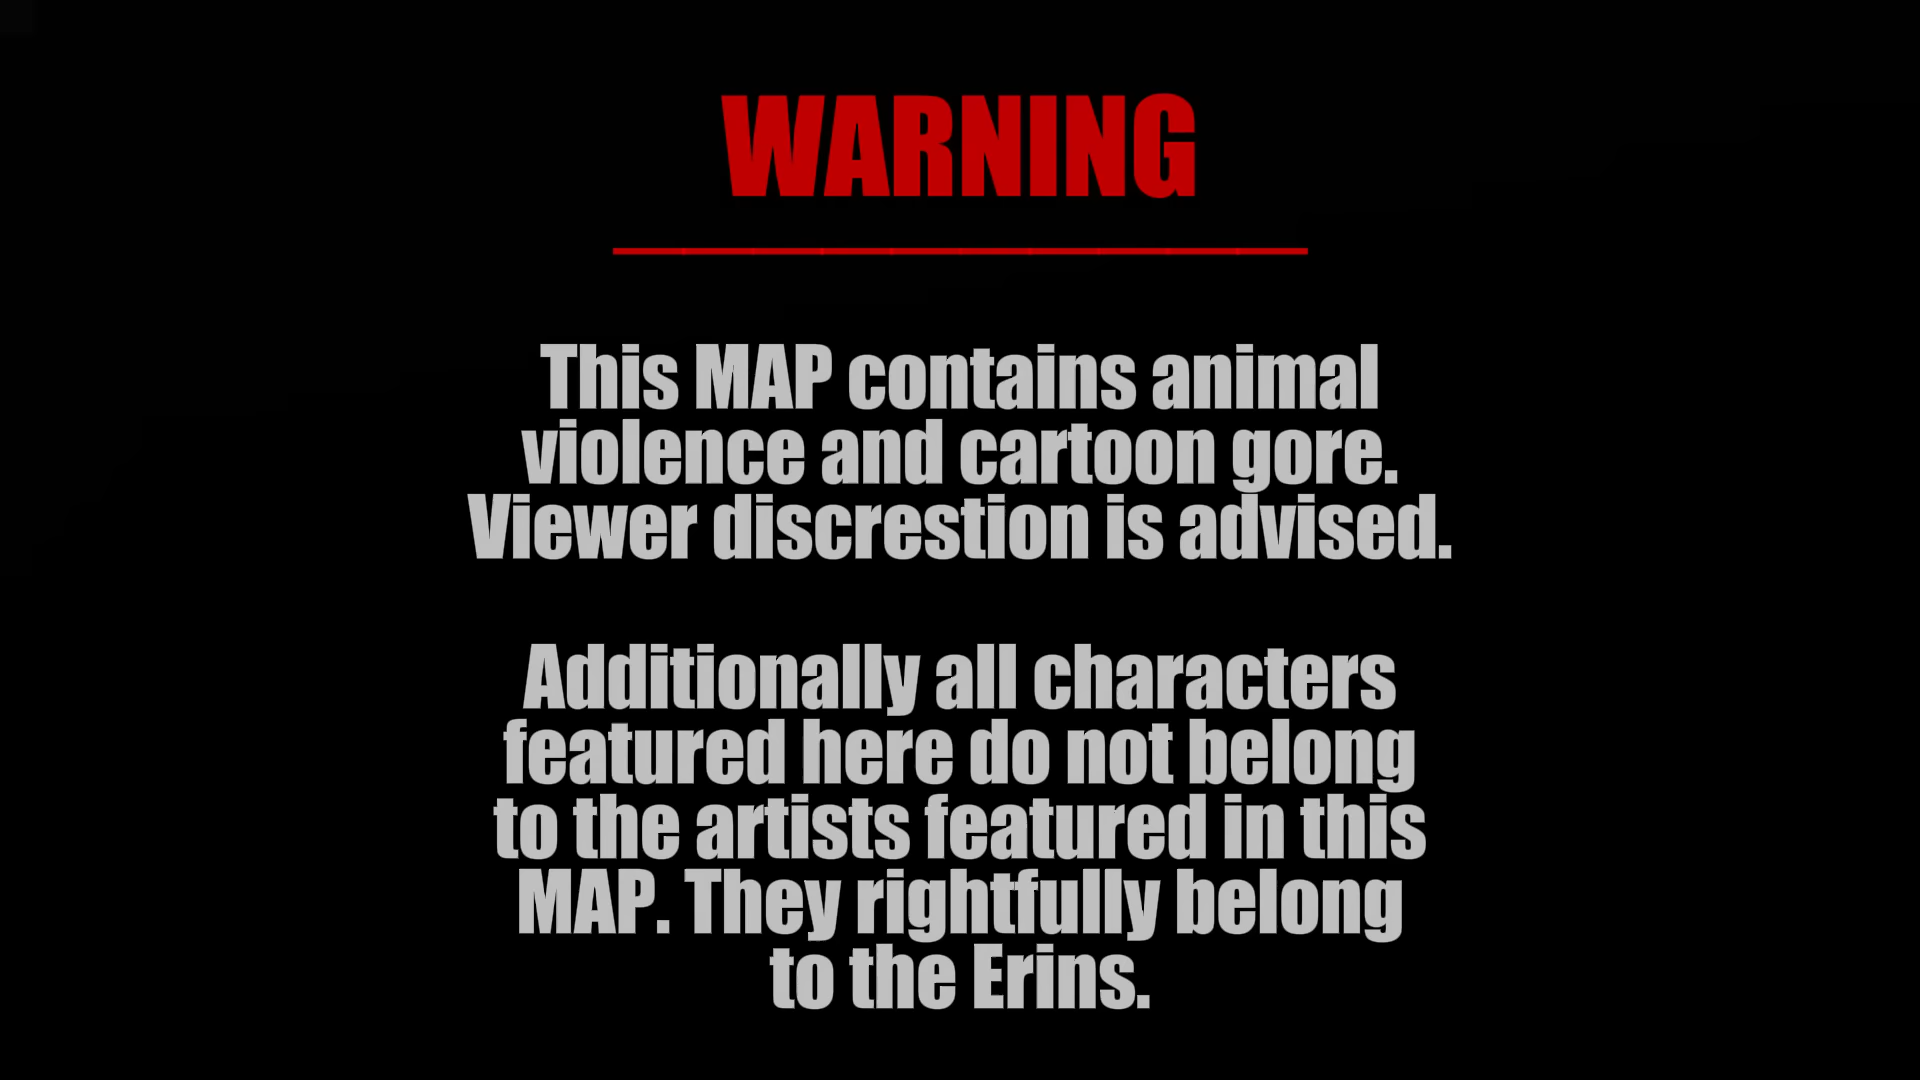 WARNING
This MAP contains animal
violence and cartoon gore.
Viewer discrestion is advised.
Additionally all characters
featured here do not belong
to the artists featured in this
MAP. They rightfully belong
to the Erins.